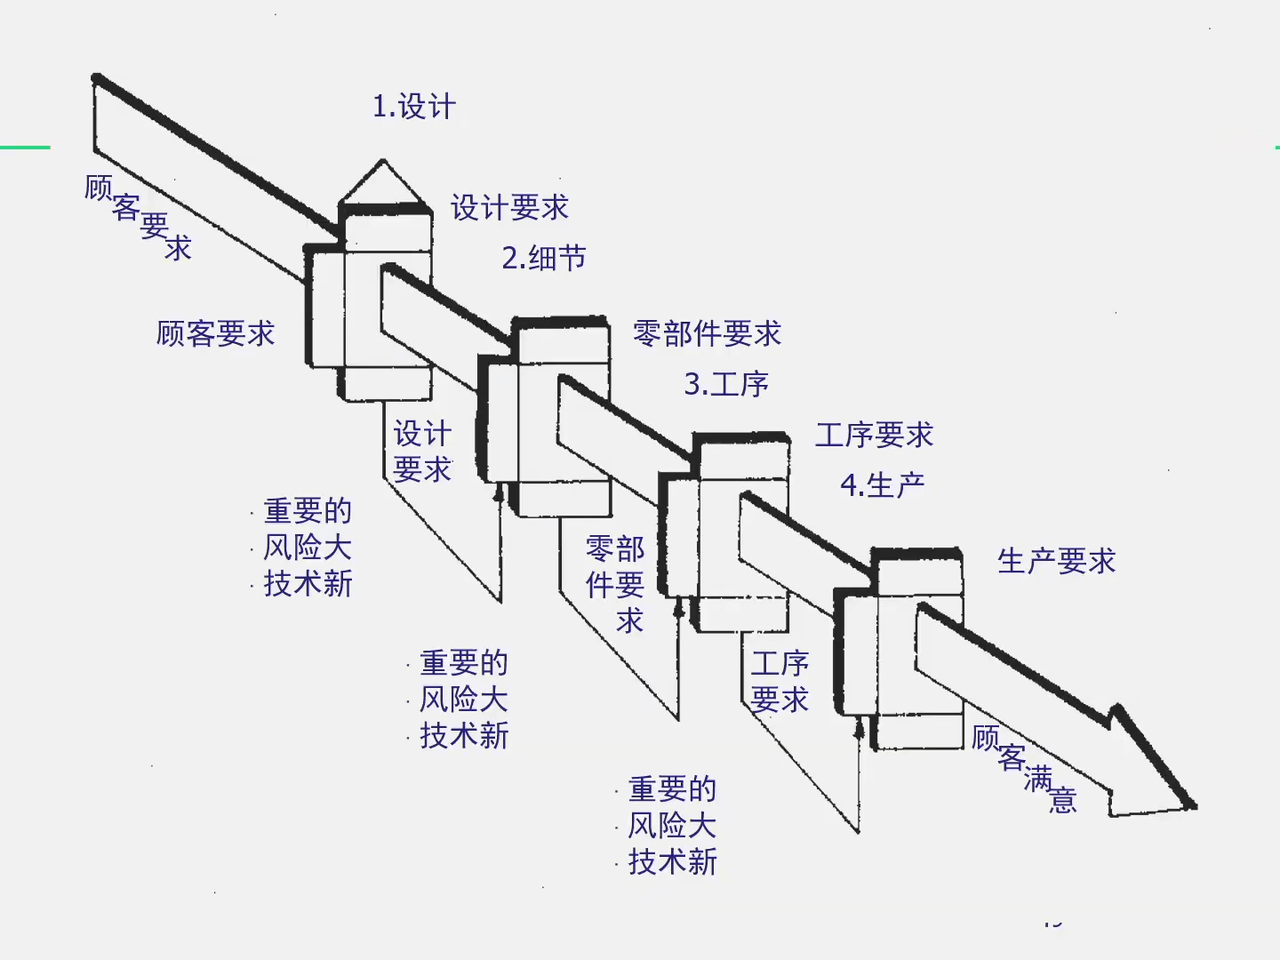 1.设计
顾客要求
设计要求
2.细节
顾客要求
零部件要求
3.工序
设计
要求
工序要求
4.生产
·重要的
·风险大
·技术新
零部
件要
求
生产要求
·重要的
·风险大
·技术新
工序
要求
顾客满意
·重要的
·风险大
·技术新